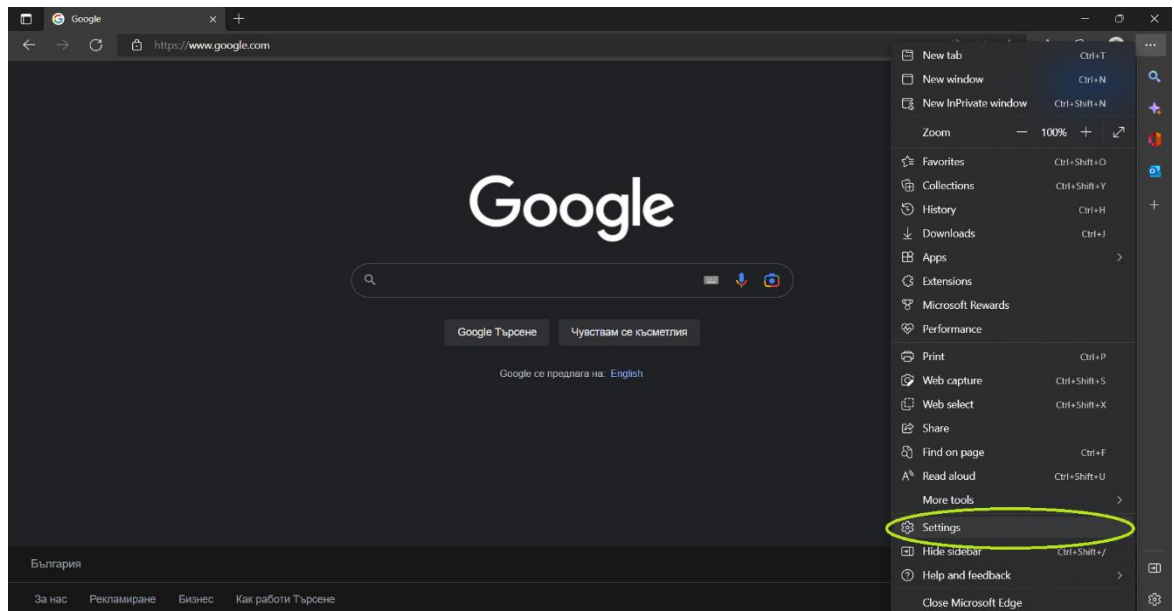 Google
https://www.google.com
New tab Ctrl+T
New window Ctrl+N
New InPrivate window Ctrl+Shift+N
Zoom — 100% +
Favorites Ctrl+Shift+O
Collections Ctrl+Shift+Y
History Ctrl+H
Downloads Ctrl+J
Apps
Extensions
Microsoft Rewards
Performance
Print Ctrl+P
Web capture Ctrl+Shift+S
Web select Ctrl+Shift+X
Share
Find on page Ctrl+F
Read aloud Ctrl+Shift+U
More tools
Settings
Hide sidebar Ctrl+Shift+/
Help and feedback
Close Microsoft Edge
Google
Google Търсене Чувствам се късметлия
Google се предлага на: English
България
За нас Рекламиране Бизнес Как работи Търсене